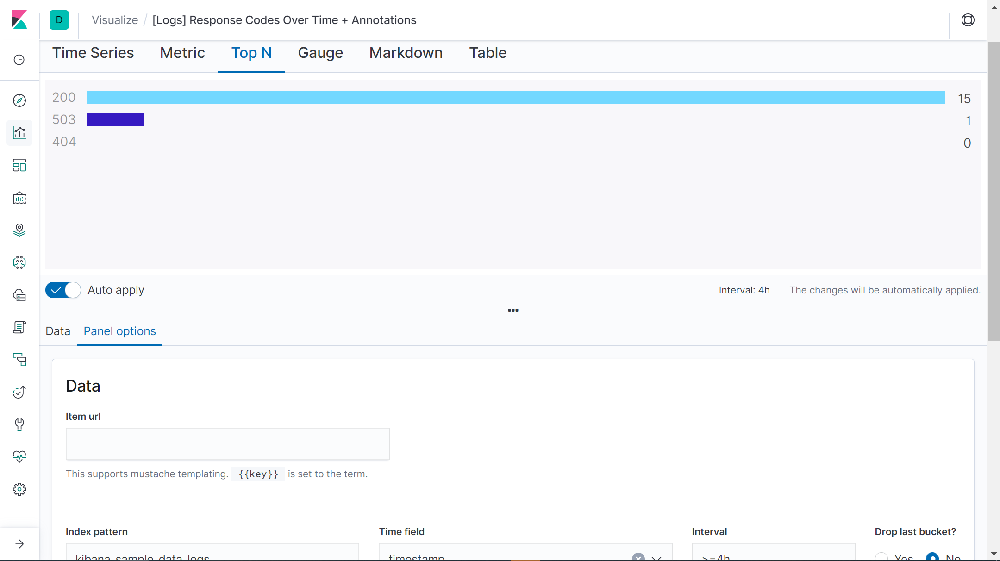 D Visualize / [Logs] Response Codes Over Time + Annotations
Time Series Metric Top N Gauge Markdown Table
200 15
503 1
404 0
Auto apply Interval: 4h The changes will be automatically applied.
Data Panel options
Data
Item url
This supports mustache templating. {{key}} is set to the term.
Index pattern Time field Interval Drop last bucket?
kibana_sample_data_logs timestamp >=4h Yes No